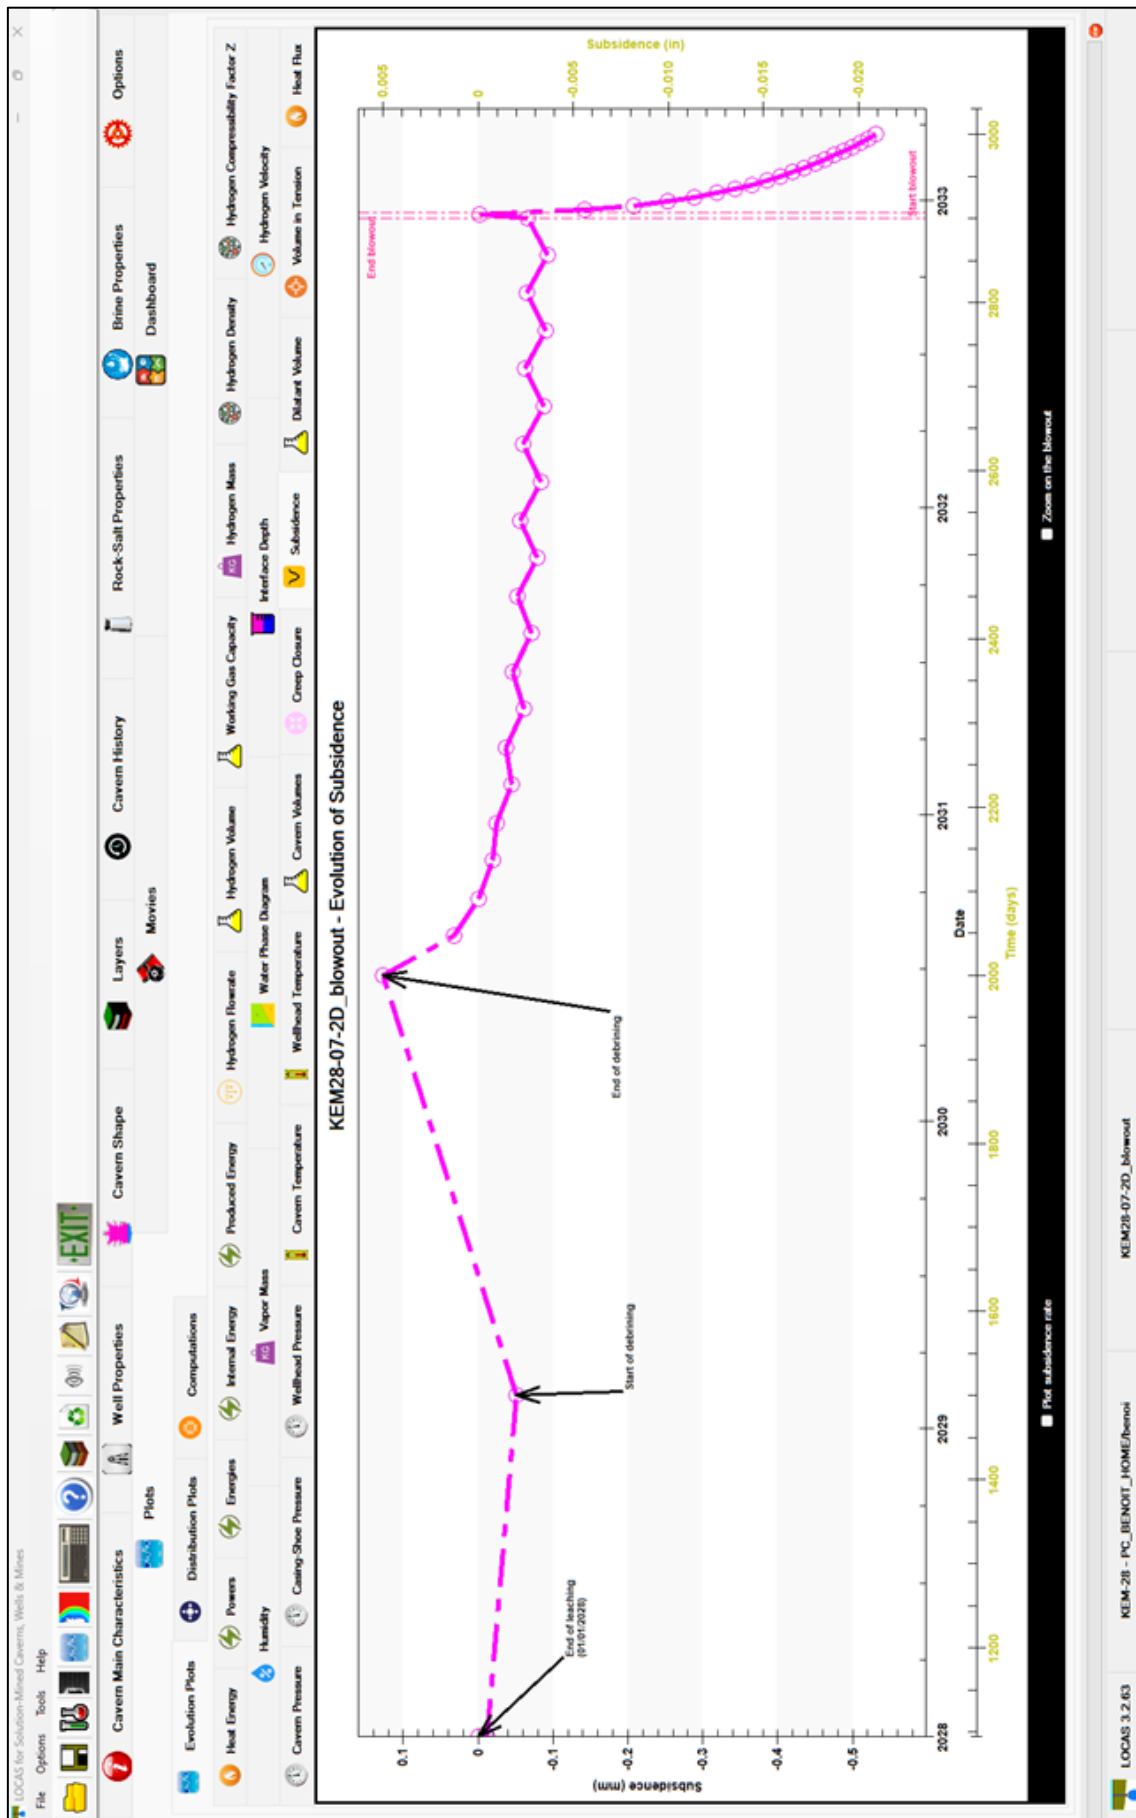 LOCAS for Solution-Mined Caverns, Wells & Mines
File Options Tools Help
EXIT
Cavern Main Characteristics Well Properties Cavern Shape Layers Cavern History Rock-Salt Properties Brine Properties Options
Plots Movies Dashboard
Evolution Plots Distribution Plots Computations
Heat Energy Powers Energies Internal Energy Produced Energy Hydrogen Flowrate Hydrogen Volume Working Gas Capacity Hydrogen Mass Hydrogen Density Hydrogen Compressability Factor Z
Humidity Vapor Mass Water Phase Diagram Interface Depth Hydrogen Velocity
Cavern Pressure Casing-Shoe Pressure Wellhead Pressure Cavern Temperature Wellhead Temperature Cavern Volumes Creep Closure Subsidence Dilatant Volume Volume in Tension Heat Flux
KEM28-07-2D_blowout - Evolution of Subsidence
Subsidence (mm)
0.1
0
-0.1
-0.2
-0.3
-0.4
-0.5
Subsidence (in)
0.005
0
-0.005
-0.010
-0.015
-0.020
End blowout
Start blowout
End of leaching
(01/01/2028)
Start of debrining
End of debrining
2028 2029 2030 2031 2032 2033
Date
1200 1400 1600 1800 2000 2200 2400 2600 2800 3000
Time (days)
Plot subsidence rate Zoom on the blowout
LOCAS 3.2.63 KEM-28 - PC_BENOIT_HOME/benoi KEM28-07-2D_blowout